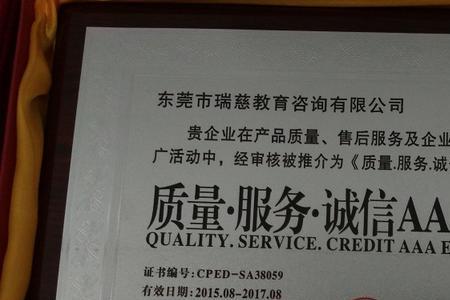 东莞市瑞慈教育咨询有限公司
贵企业在产品质量、售后服务及企业
广活动中，经审核被推介为《质量.服务.诚
质量·服务·诚信AA
QUALITY. SERVICE. CREDIT AAA E
证书编号:CPED-SA38059
有效日期:2015.08-2017.08